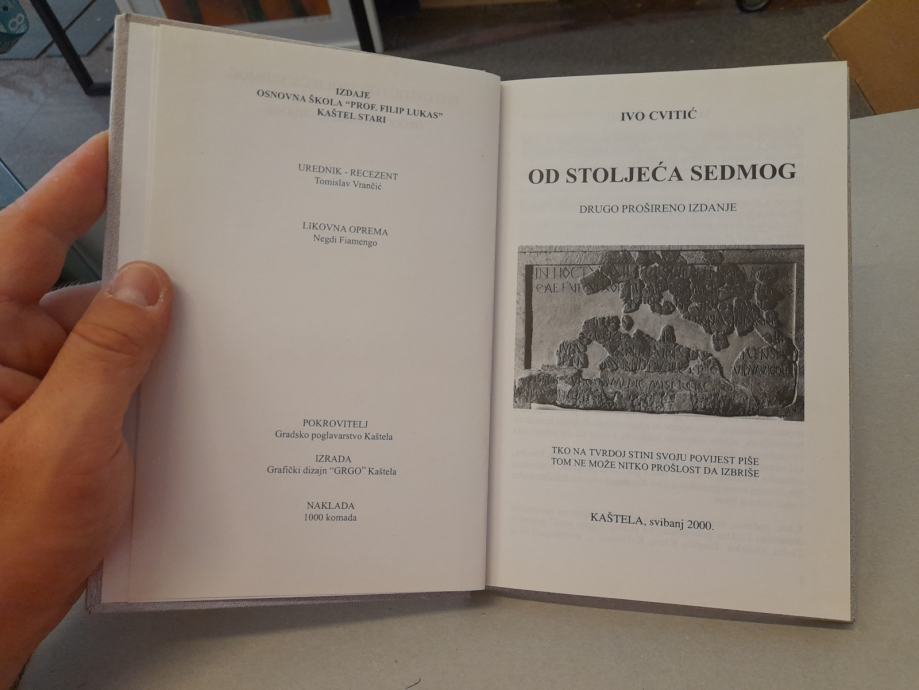 IZDAJE
OSNOVNA ŠKOLA "PROF. FILIP LUKAS"
KAŠTEL STARI
UREDNIK - RECEZENT
Tomislav Vrančić
LIKOVNA OPREMA
Negdi Fiamengo
POKROVITELJ
Gradsko poglavarstvo Kaštela
IZRADA
Grafički dizajn "GRGO" Kaštela
NAKLADA
1000 komada
IVO CVITIĆ
OD STOLJEĆA SEDMOG
DRUGO PROŠIRENO IZDANJE
TKO NA TVRDOJ STINI SVOJU POVIJEST PIŠE
TOM NE MOŽE NITKO PROŠLOST DA IZBRIŠE
KAŠTELA, svibanj 2000.